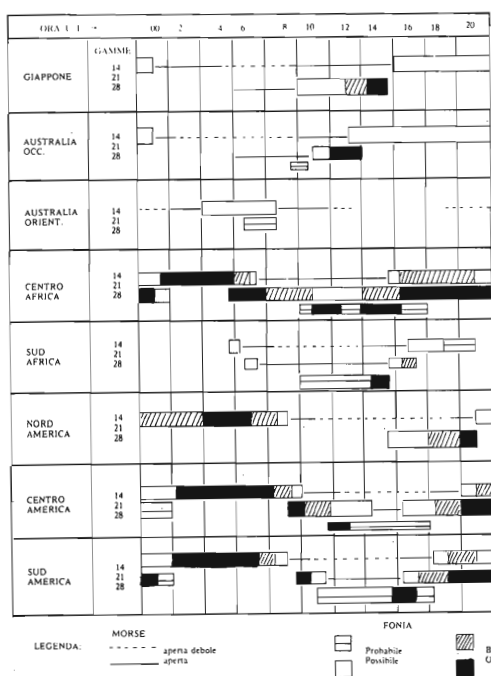 ORA U T → 00 2 4 6 8 10 12 14 16 18 20
GAMME
GIAPPONE 14 21 28
AUSTRALIA OCC. 14 21 28
AUSTRALIA ORIENT. 14 21 28
CENTRO AFRICA 14 21 28
SUD AFRICA 14 21 28
NORD AMERICA 14 21 28
CENTRO AMERICA 14 21 28
SUD AMERICA 14 21 28
LEGENDA:
MORSE
aperta debole
aperta
FONIA
Probabile
Possibile
B
O